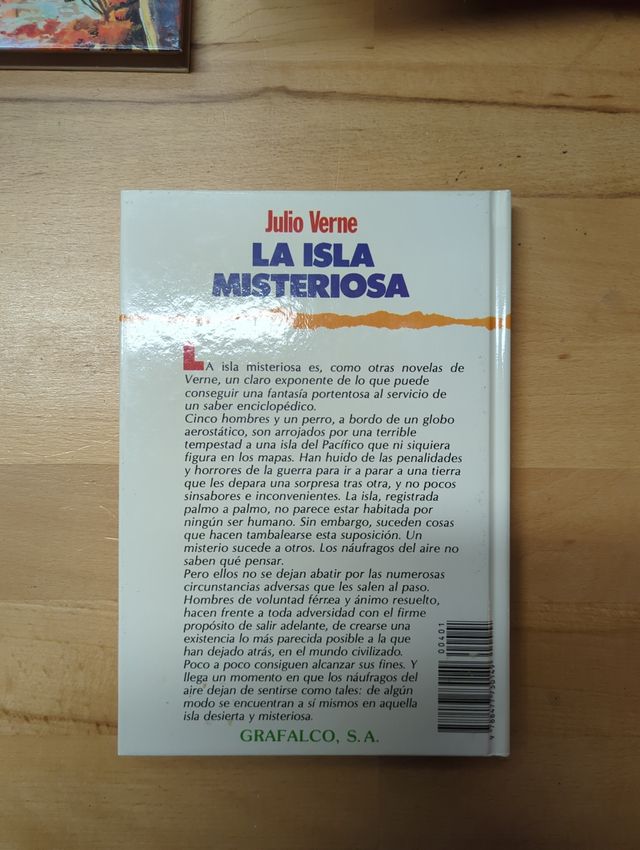 Julio Verne
LA ISLA
MISTERIOSA
LA isla misteriosa es, como otras novelas de
Verne, un claro exponente de lo que puede
conseguir una fantasía portentosa al servicio de
un saber enciclopédico.
Cinco hombres y un perro, a bordo de un globo
aerostático, son arrojados por una terrible
tempestad a una isla del Pacífico que ni siquiera
figura en los mapas. Han huido de las penalidades
y horrores de la guerra para ir a parar a una tierra
que les depara una sorpresa tras otra, y no pocos
sinsabores e inconvenientes. La isla, registrada
palmo a palmo, no parece estar habitada por
ningún ser humano. Sin embargo, suceden cosas
que hacen tambalearse esta suposición. Un
misterio sucede a otros. Los náufragos del aire no
saben qué pensar.
Pero ellos no se dejan abatir por las numerosas
circunstancias adversas que les salen al paso.
Hombres de voluntad férrea y ánimo resuelto,
hacen frente a toda adversidad con el firme
propósito de salir adelante, de crearse una
existencia lo más parecida posible a la que
han dejado atrás, en el mundo civilizado.
Poco a poco consiguen alcanzar sus fines. Y
llega un momento en que los náufragos del
aire dejan de sentirse como tales: de algún
modo se encuentran a sí mismos en aquella
isla desierta y misteriosa.
GRAFALCO, S.A.
00401